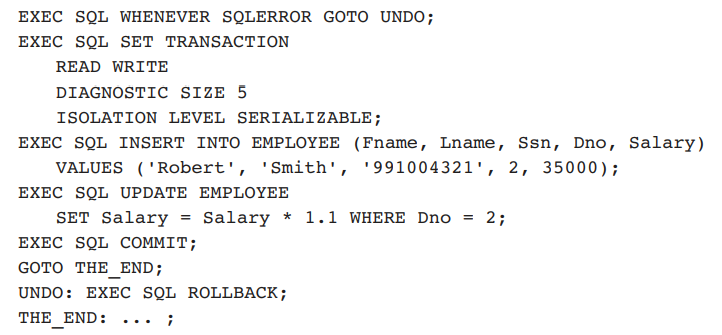 EXEC SQL WHENEVER SQLERROR GOTO UNDO;
EXEC SQL SET TRANSACTION
READ WRITE
DIAGNOSTIC SIZE 5
ISOLATION LEVEL SERIALIZABLE;
EXEC SQL INSERT INTO EMPLOYEE (Fname, Lname, Ssn, Dno, Salary)
VALUES ('Robert', 'Smith', '991004321', 2, 35000);
EXEC SQL UPDATE EMPLOYEE
SET Salary = Salary * 1.1 WHERE Dno = 2;
EXEC SQL COMMIT;
GOTO THE_END;
UNDO: EXEC SQL ROLLBACK;
THE_END: ... ;